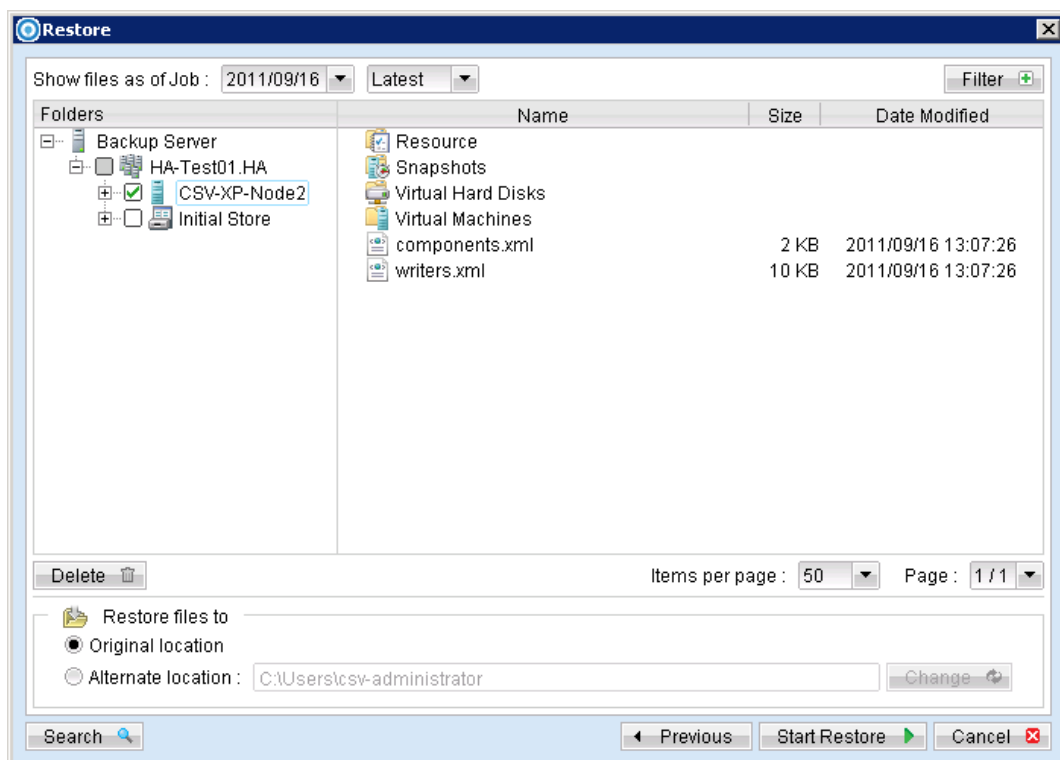 Restore
Show files as of Job : 2011/09/16 Latest Filter
Folders Name Size Date Modified
Backup Server Resource
HA-Test01.HA Snapshots
CSV-XP-Node2 Virtual Hard Disks
Initial Store Virtual Machines
components.xml 2 KB 2011/09/16 13:07:26
writers.xml 10 KB 2011/09/16 13:07:26
Delete Items per page : 50 Page : 1 / 1
Restore files to
Original location
Alternate location : C:\Users\csv-administrator Change
Search Previous Start Restore Cancel